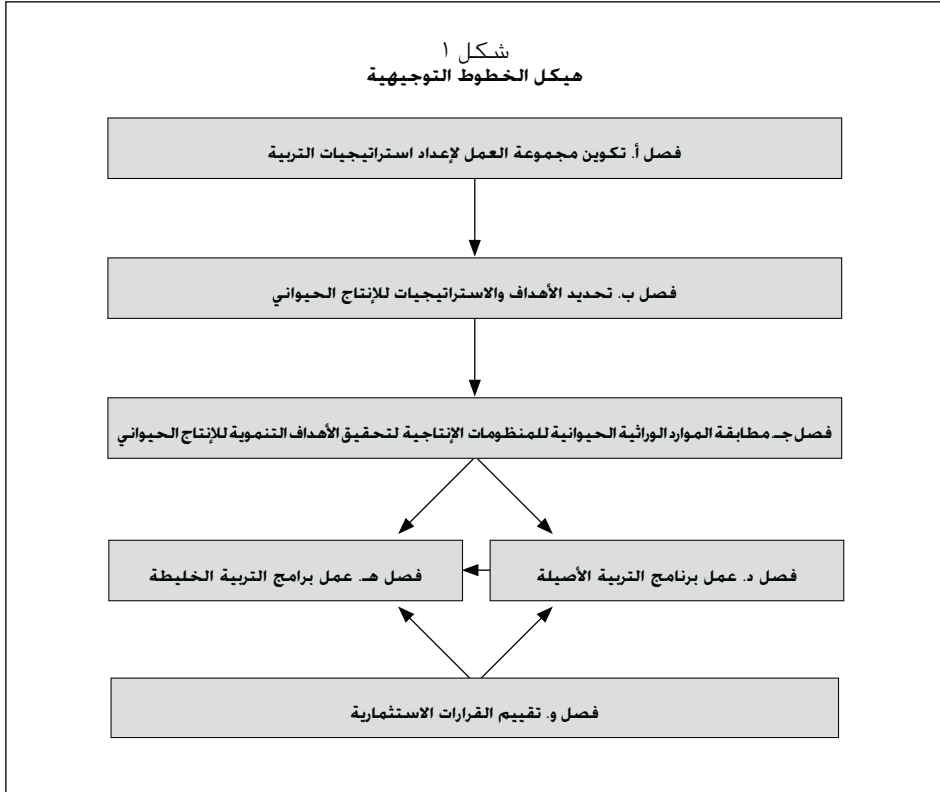 شكل ١
هيكل الخطوط التوجيهية
فصل أ. تكوين مجموعة العمل لإعداد استراتيجيات التربية
فصل ب. تحديد الأهداف والاستراتيجيات للإنتاج الحيواني
فصل جـ مطابقة الموارد الوراثية الحيوانية للمنظومات الإنتاجية لتحقيق الأهداف التنموية للإنتاج الحيواني
فصل د. عمل برنامج التربية الأصيلة
فصل هـ. عمل برامج التربية الخليطة
فصل و. تقييم القرارات الاستثمارية